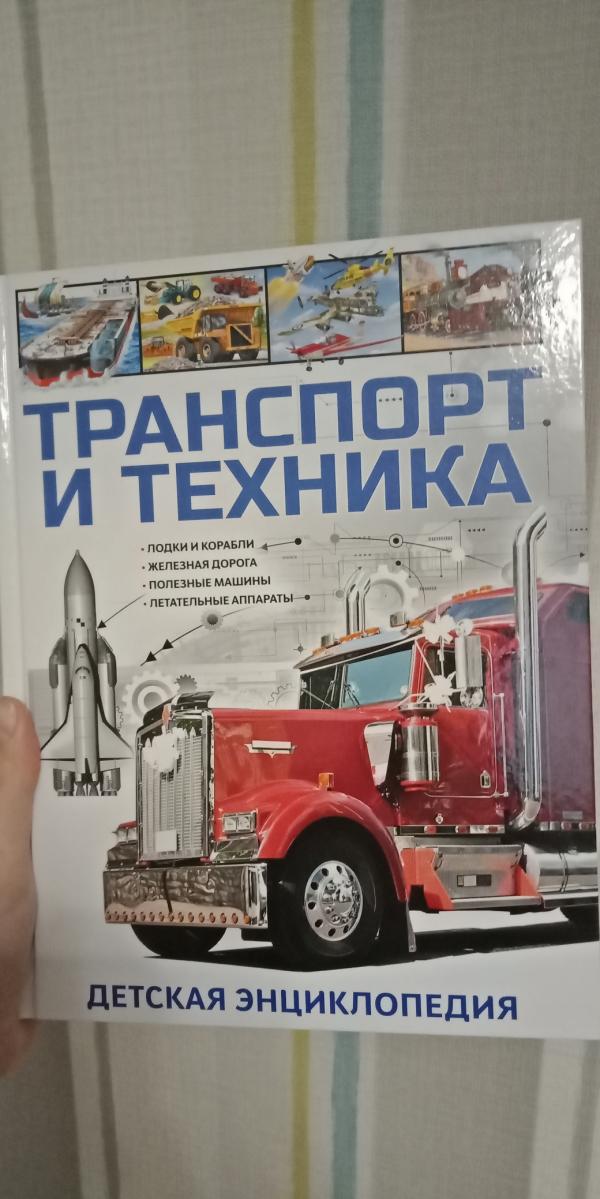 ТРАНСПОРТ
И ТЕХНИКА
• ЛОДКИ И КОРАБЛИ
• ЖЕЛЕЗНАЯ ДОРОГА
• ПОЛЕЗНЫЕ МАШИНЫ
• ЛЕТАТЕЛЬНЫЕ АППАРАТЫ
ДЕТСКАЯ ЭНЦИКЛОПЕДИЯ